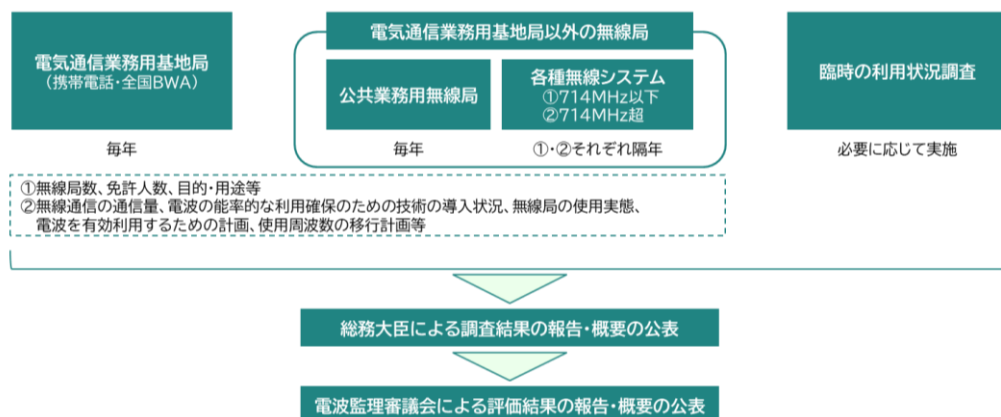 電気通信業務用基地局
（携帯電話・全国BWA）
毎年
電気通信業務用基地局以外の無線局
公共業務用無線局
毎年
各種無線システム
①714MHz以下
②714MHz超
①・②それぞれ隔年
臨時の利用状況調査
必要に応じて実施
①無線局数、免許人数、目的・用途等
②無線通信の通信量、電波の能率的な利用確保のための技術の導入状況、無線局の使用実態、
電波を有効利用するための計画、使用周波数の移行計画等
総務大臣による調査結果の報告・概要の公表
電波監理審議会による評価結果の報告・概要の公表